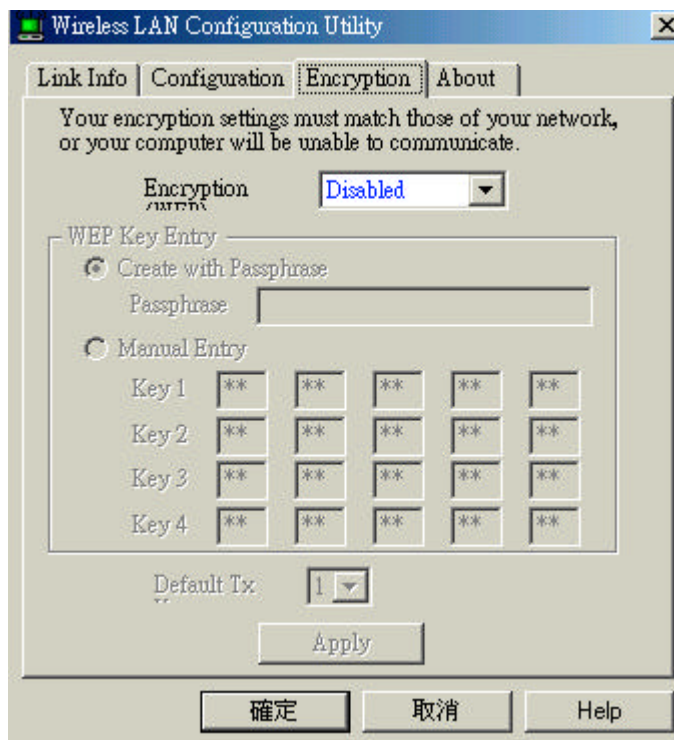 Wireless LAN Configuration Utility
Link Info Configuration Encryption About
Your encryption settings must match those of your network,
or your computer will be unable to communicate.
Encryption Disabled
(WEP)
WEP Key Entry
Create with Passphrase
Passphrase
Manual Entry
Key 1 ** ** ** ** **
Key 2 ** ** ** ** **
Key 3 ** ** ** ** **
Key 4 ** ** ** ** **
Default Tx 1
Apply
確定 取消 Help